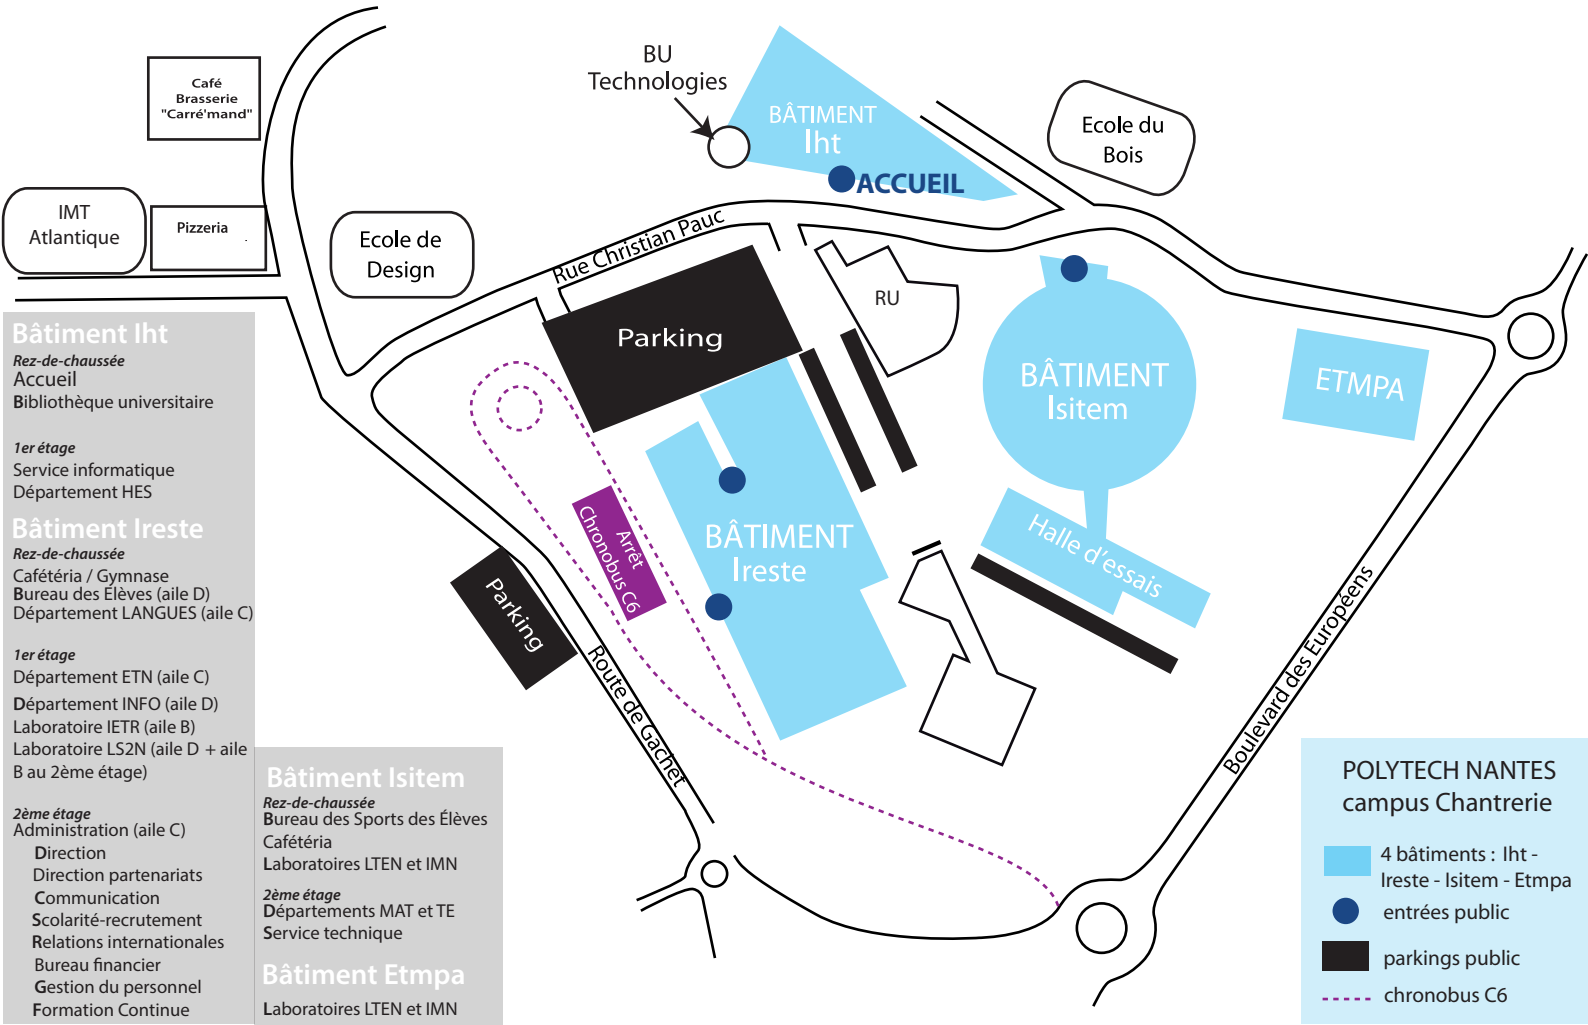 Café
Brasserie
"Carré'mand"
IMT
Atlantique
Pizzeria
Ecole de
Design
BU
Technologies
BÂTIMENT
Iht
ACCUEIL
Ecole du
Bois
Rue Christian Pauc
Parking
RU
BÂTIMENT
Isitem
ETMPA
Arrêt
Chronobus C6
BÂTIMENT
Ireste
Halle d'essais
Parking
Route de Gachet
Boulevard des Européens
Bâtiment Iht
Rez-de-chaussée
Accueil
Bibliothèque universitaire
1er étage
Service informatique
Département HES
Bâtiment Ireste
Rez-de-chaussée
Cafétéria / Gymnase
Bureau des Elèves (aile D)
Département LANGUES (aile C)
1er étage
Département ETN (aile C)
Département INFO (aile D)
Laboratoire IETR (aile B)
Laboratoire LS2N (aile D + aile
B au 2ème étage)
2ème étage
Administration (aile C)
Direction
Direction partenariats
Communication
Scolarité-recrutement
Relations internationales
Bureau financier
Gestion du personnel
Formation Continue
Bâtiment Isitem
Rez-de-chaussée
Bureau des Sports des Élèves
Cafétéria
Laboratoires LTEN et IMN
2ème étage
Départements MAT et TE
Service technique
Bâtiment Etmpa
Laboratoires LTEN et IMN
POLYTECH NANTES
campus Chantrerie
4 bâtiments : Iht -
Ireste - Isitem - Etmpa
entrées public
parkings public
chronobus C6